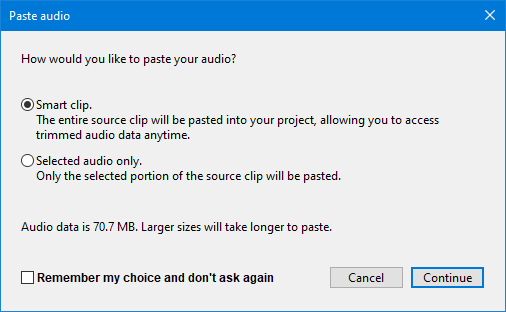 Paste audio
How would you like to paste your audio?
Smart clip.
The entire source clip will be pasted into your project, allowing you to access
trimmed audio data anytime.
Selected audio only.
Only the selected portion of the source clip will be pasted.
Audio data is 70.7 MB. Larger sizes will take longer to paste.
Remember my choice and don't ask again
Cancel
Continue